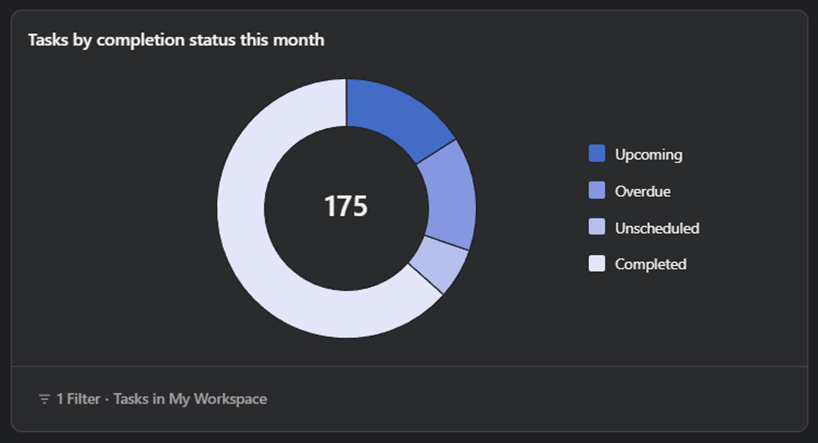 Tasks by completion status this month
175
Upcoming
Overdue
Unscheduled
Completed
1 Filter · Tasks in My Workspace